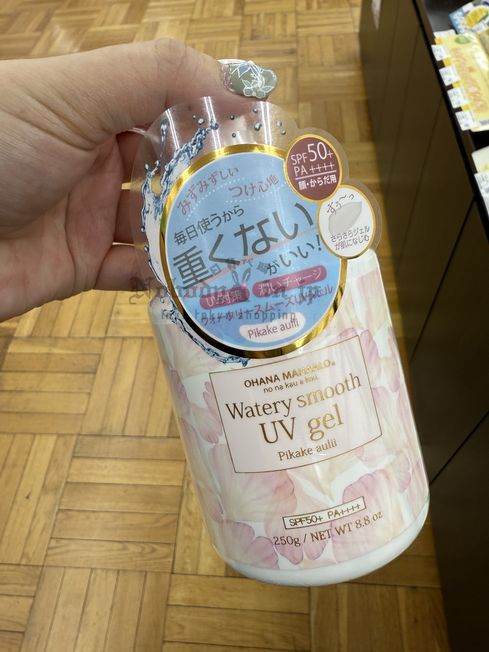 みずみずしい
つけ心地
毎日使うから
重くない
がいい!
UV対策
潤いチャージ
Pikake aulii
SPF50+
PA++++
顔・からだ用
さらさらジェル
が肌になじむ
OHANA MAHAALO®
no na kau a hiki
Watery smooth
UV gel
Pikake aulii
SPF50+ PA++++
250g / NET WT 8.8 oz